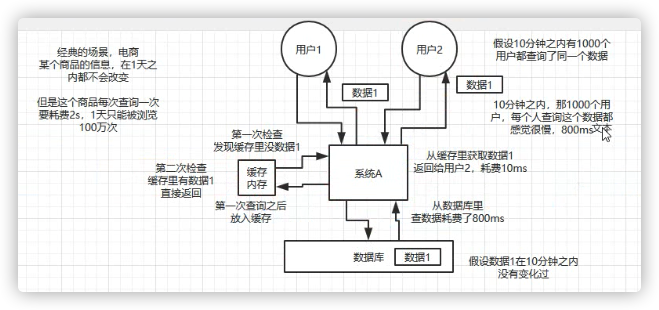 经典的场景，电商
某个商品的信息，在1天之
内都不会改变
但是这个商品每次查询一次
要耗费2s，1天只能被浏览
100万次
用户1
用户2
数据1
数据1
假设10分钟之内有1000个
用户都查询了同一个数据
10分钟之内，那1000个用
户，每个人查询这个数据都
感觉很慢，800ms文本
第一次检查
发现缓存里没数据1
第二次检查
缓存里有数据1
直接返回
缓存
内存
第一次查询之后
放入缓存
系统A
从缓存里获取数据1
返回给用户2，耗费10ms
从数据库里
查数据耗费了800ms
数据库
数据1
假设数据1在10分钟之内
没有变化过